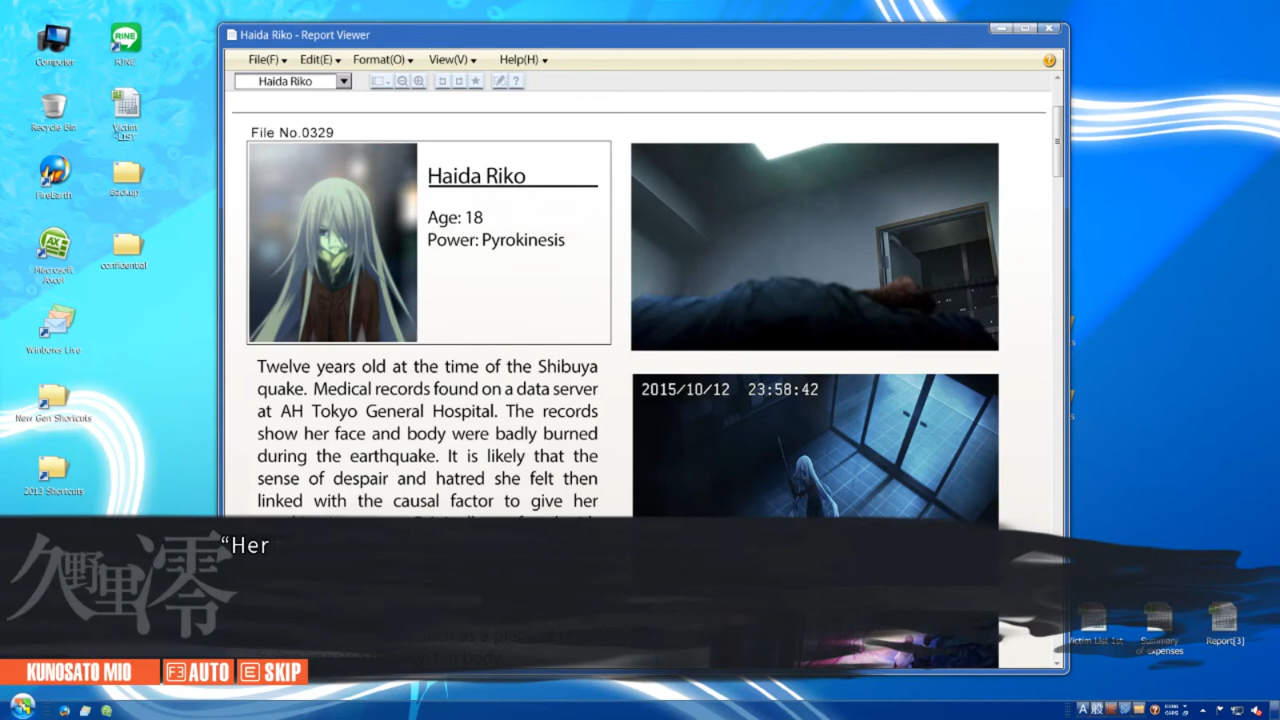 Haida Riko - Report Viewer
File(F) Edit(E) Format(O) View(V) Help(H)
Haida Riko
File No.0329
Haida Riko
Age: 18
Power: Pyrokinesis
Twelve years old at the time of the Shibuya
quake. Medical records found on a data server
at AH Tokyo General Hospital. The records
show her face and body were badly burned
during the earthquake. It is likely that the
sense of despair and hatred she felt then
linked with the causal factor to give her
2015/10/12 23:58:42
Computer
RINE
RINE
Recycle Bin
Victim
-LIST
FireEarth
Backup
AX
confidential
Windows Live
New Gen Shortcuts
Shortcuts
久野里澪
“Her
KUNOSATO MIO
F3 AUTO
E SKIP
Victim List 1st
Summary
of expenses
Report[3]
A 般